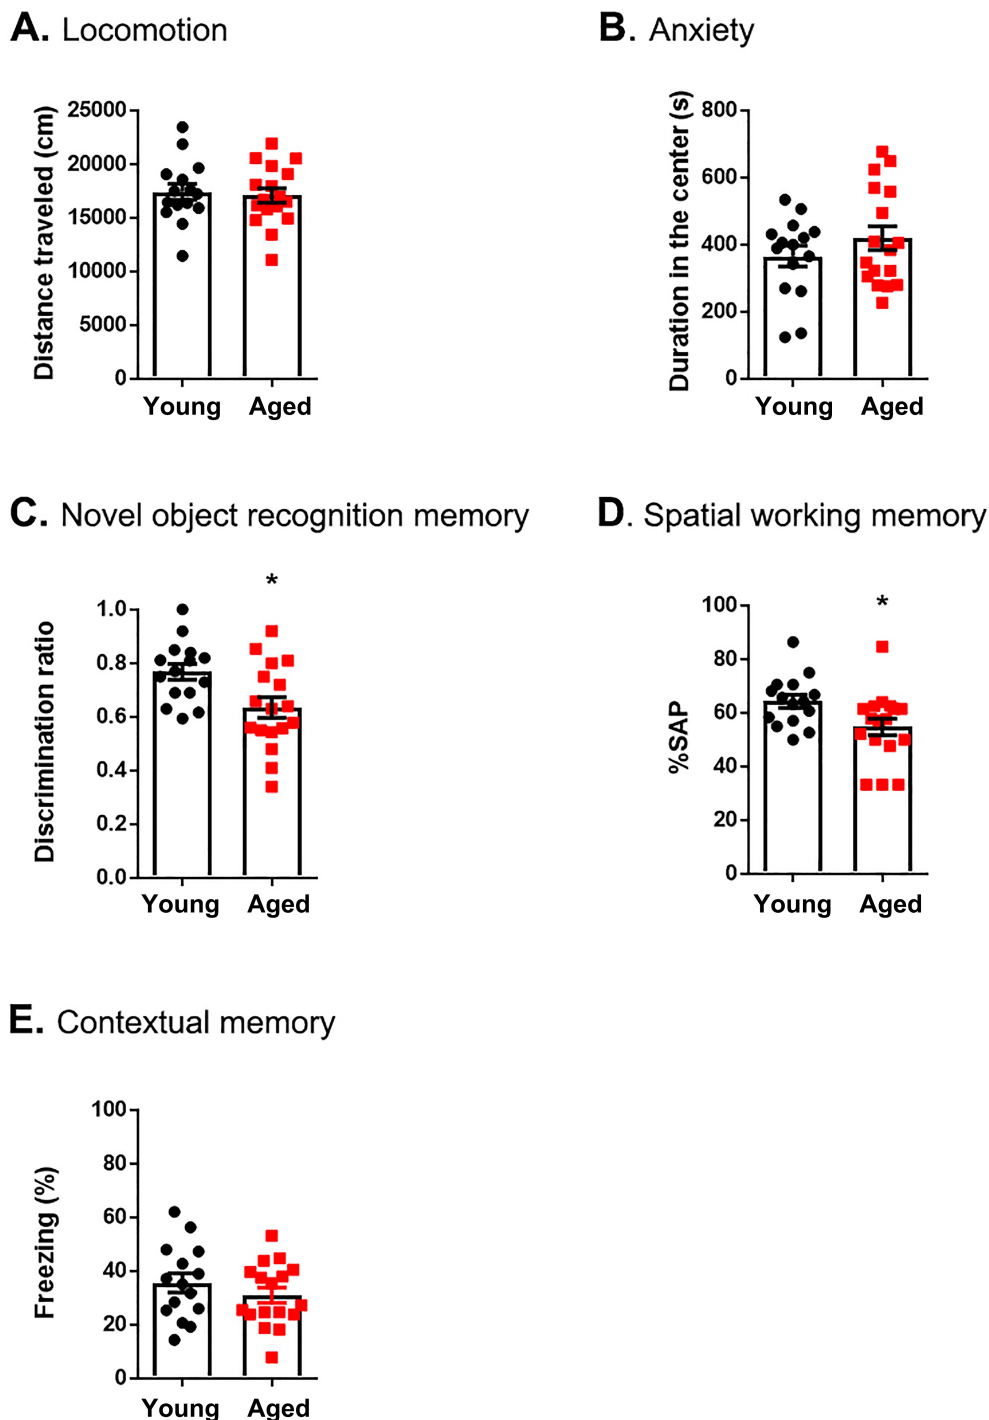 A. Locomotion
B. Anxiety
Distance traveled (cm)
25000
20000
15000
10000
5000
0
Young Aged
Duration in the center (s)
800
600
400
200
0
Young Aged
C. Novel object recognition memory
D. Spatial working memory
Discrimination ratio
1.0
0.8
0.6
0.4
0.2
0.0
*
Young Aged
%SAP
100
80
60
40
20
0
*
Young Aged
E. Contextual memory
Freezing (%)
100
80
60
40
20
0
Young Aged